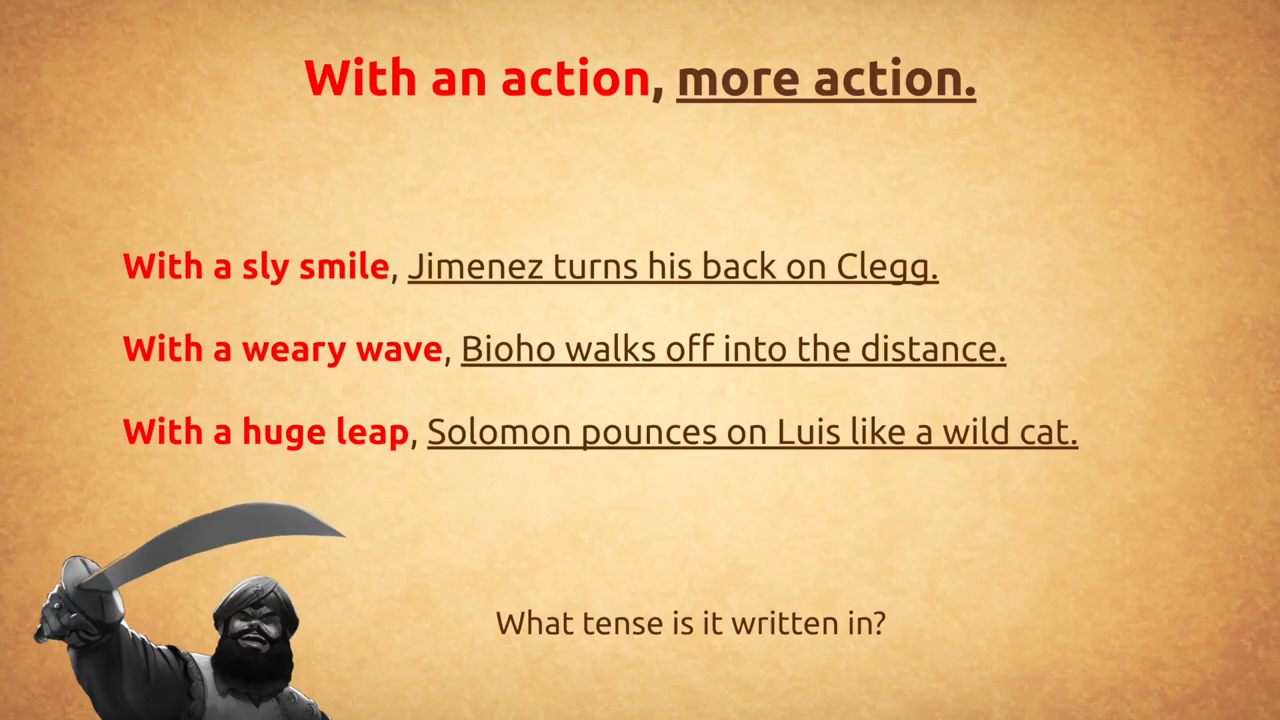 With an action, more action.
With a sly smile, Jimenez turns his back on Clegg.
With a weary wave, Bioho walks off into the distance.
With a huge leap, Solomon pounces on Luis like a wild cat.
What tense is it written in?